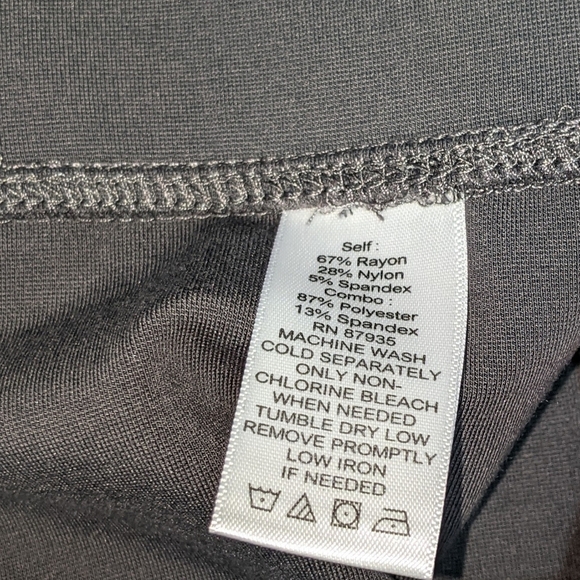 Self :
67% Rayon
28% Nylon
5% Spandex
Combo :
87% Polyester
13% Spandex
RN 87935
MACHINE WASH
COLD SEPARATELY
ONLY NON-
CHLORINE BLEACH
WHEN NEEDED
TUMBLE DRY LOW
REMOVE PROMPTLY
LOW IRON
IF NEEDED